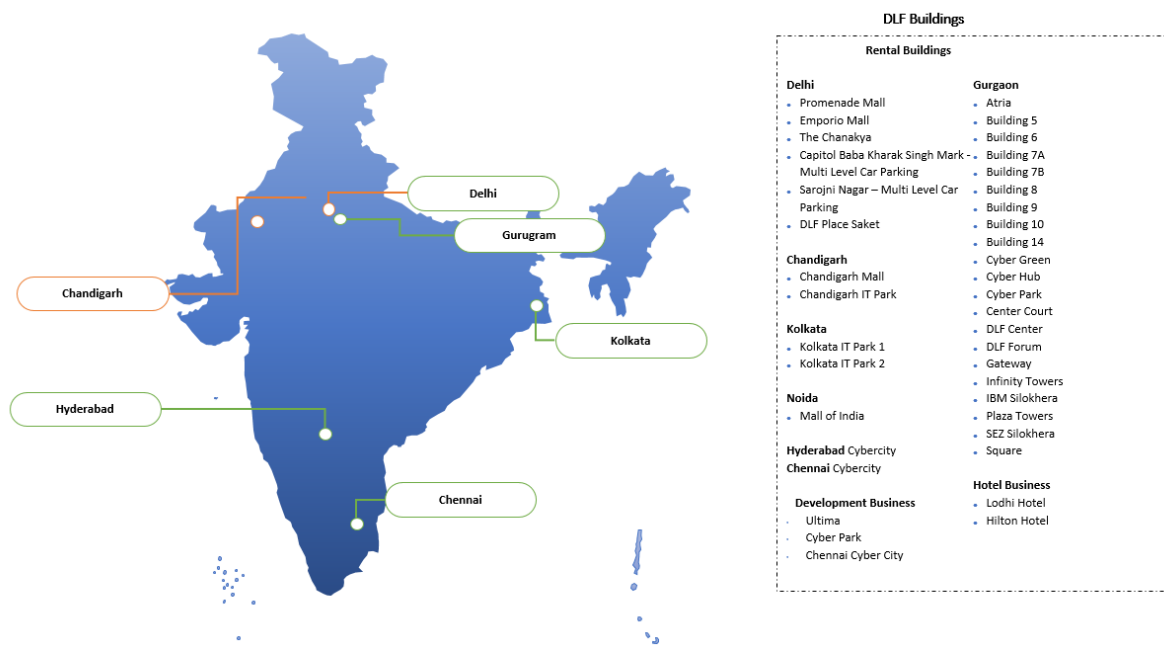 DLF Buildings
Rental Buildings
Delhi
Promenade Mall
Emporio Mall
The Chanakya
Capitol Baba Kharak Singh Mark -
Multi Level Car Parking
Sarojni Nagar – Multi Level Car
Parking
DLF Place Saket
Chandigarh
Chandigarh Mall
Chandigarh IT Park
Kolkata
Kolkata IT Park 1
Kolkata IT Park 2
Noida
Mall of India
Hyderabad Cybercity
Chennai Cybercity
Development Business
Ultima
Cyber Park
Chennai Cyber City
Gurgaon
Atria
Building 5
Building 6
Building 7A
Building 7B
Building 8
Building 9
Building 10
Building 14
Cyber Green
Cyber Hub
Cyber Park
Center Court
DLF Center
DLF Forum
Gateway
Infinity Towers
IBM Silokhera
Plaza Towers
SEZ Silokhera
Square
Hotel Business
Lodhi Hotel
Hilton Hotel
Delhi
Gurugram
Chandigarh
Kolkata
Hyderabad
Chennai